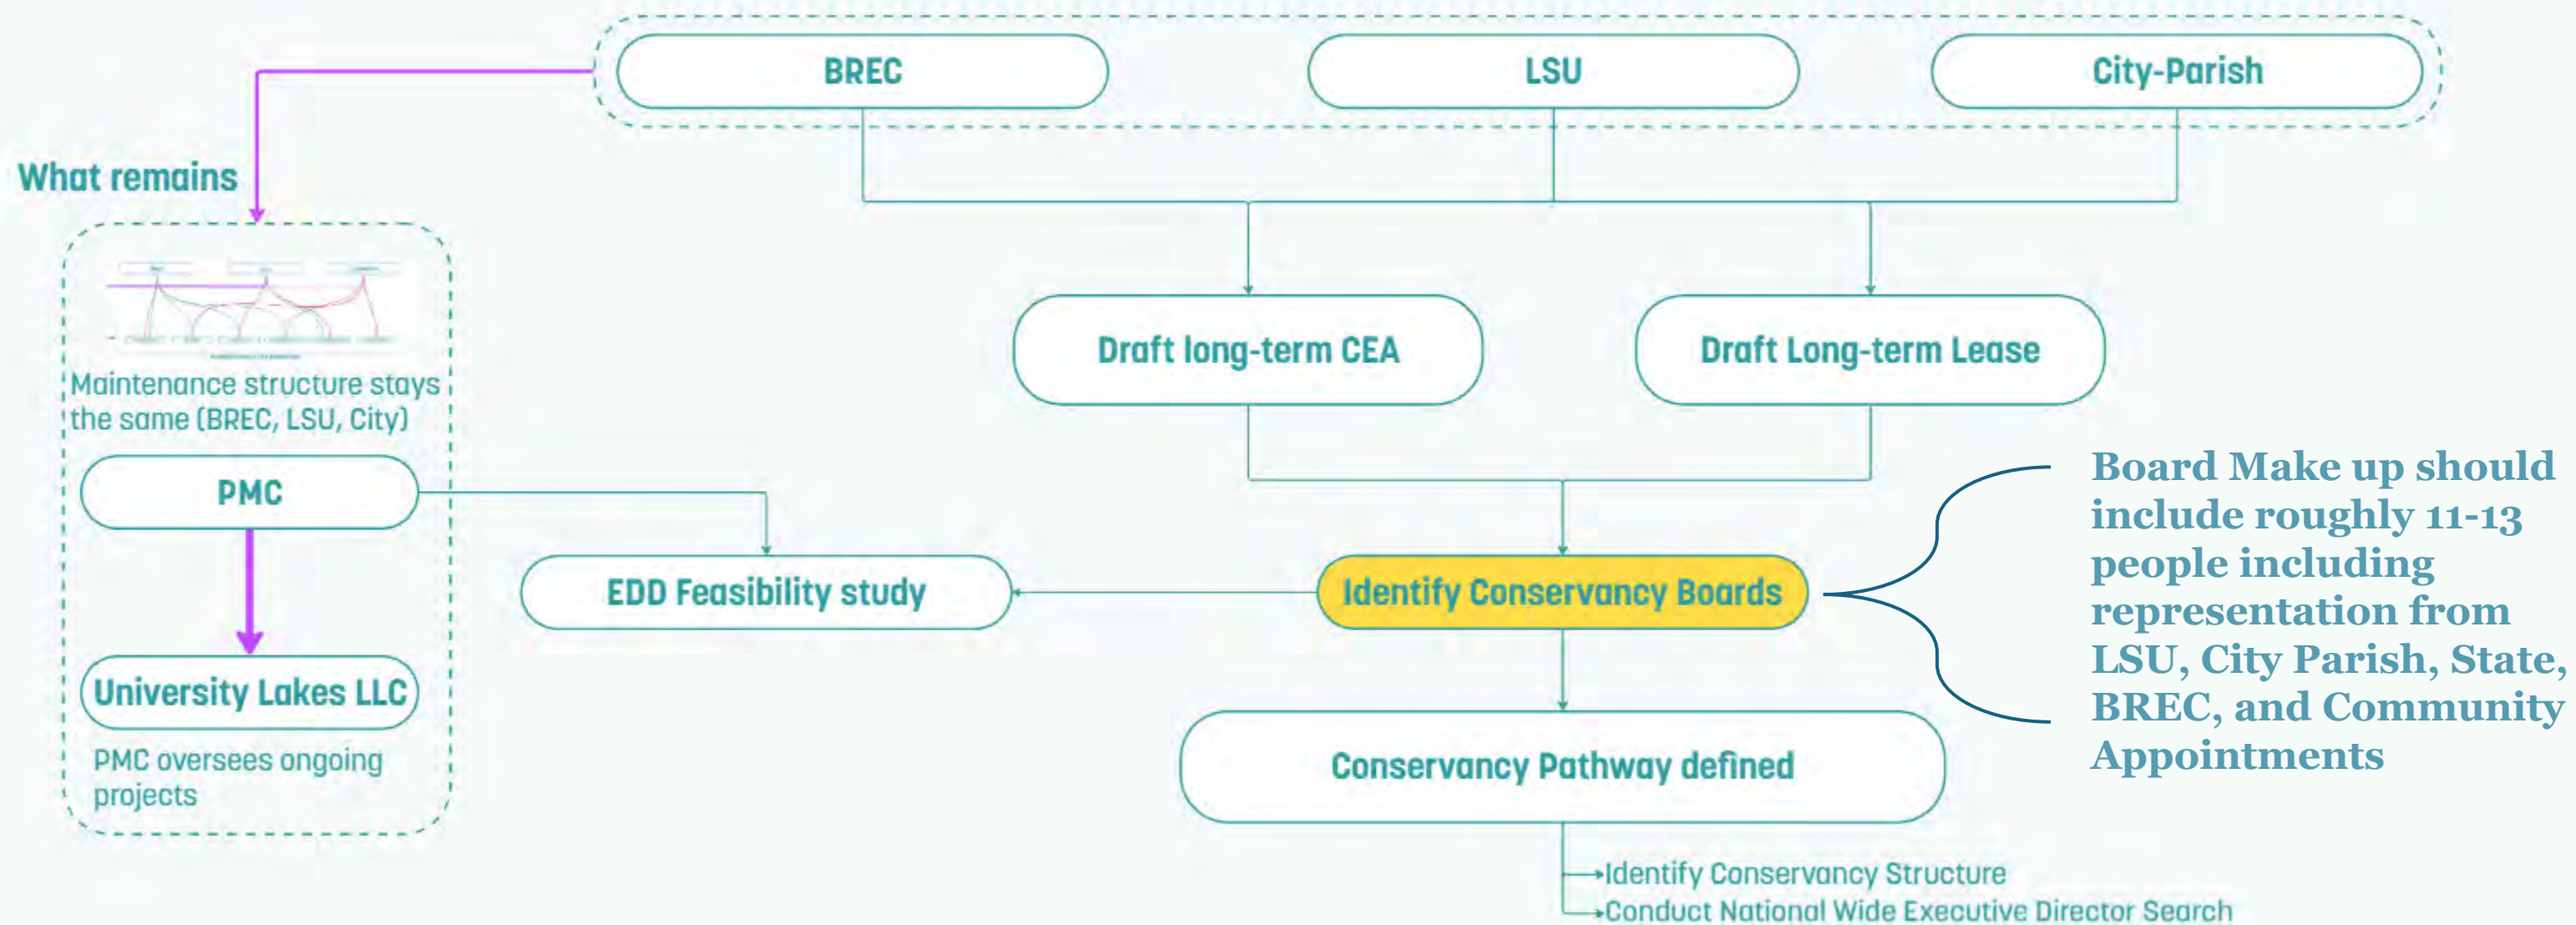 BREC
LSU
City-Parish
What remains
Maintenance structure stays
the same (BREC, LSU, City)
PMC
University Lakes LLC
PMC oversees ongoing
projects
Draft long-term CEA
Draft Long-term Lease
EDD Feasibility study
Identify Conservancy Boards
Board Make up should
include roughly 11-13
people including
representation from
LSU, City Parish, State,
BREC, and Community
Appointments
Conservancy Pathway defined
Identify Conservancy Structure
Conduct National Wide Executive Director Search